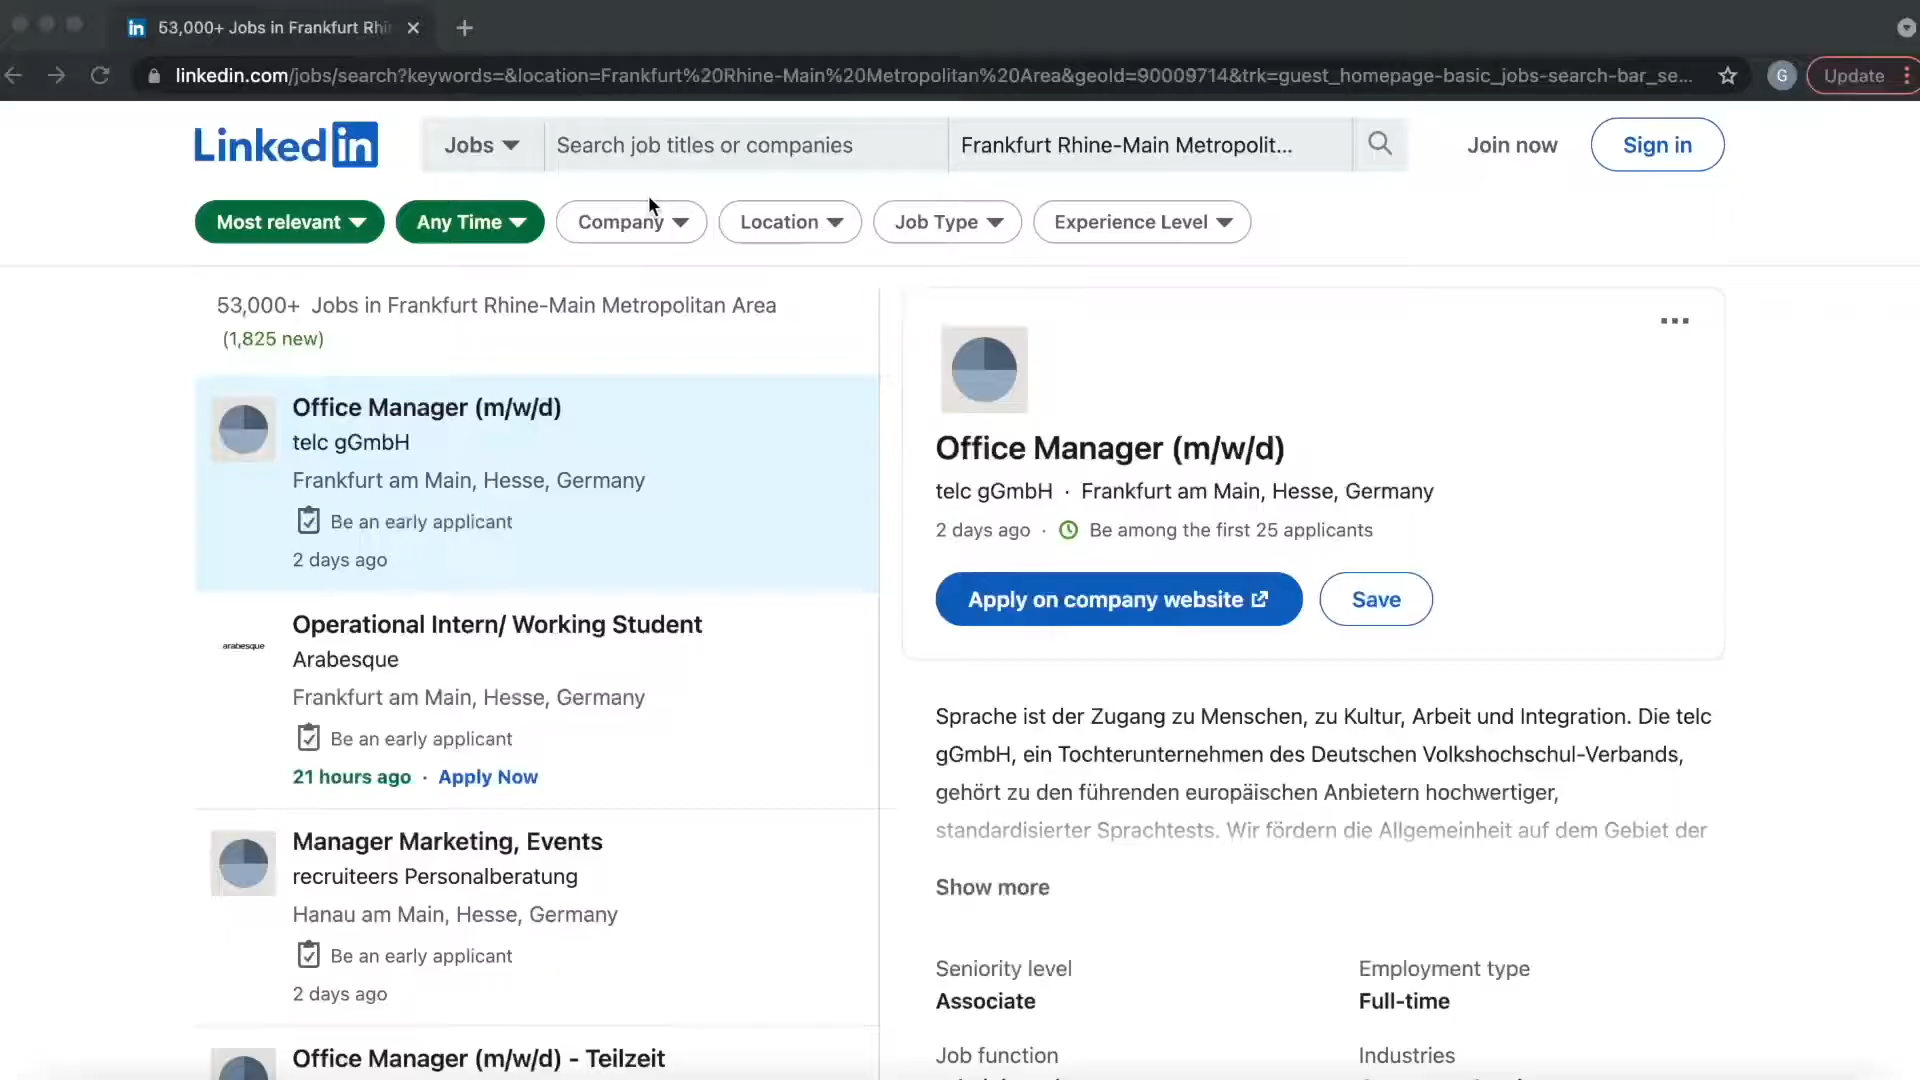 53,000+ Jobs in Frankfurt
linkedin.com/jobs/search?keywords=&location=Frankfurt%20Rhine-Main%20Metropolitan%20Area&geoId=90009714&trk=guest_homepage-basic_jobs-search-bar_se...
G
Update
Linked in
Jobs
Search job titles or companies
Frankfurt Rhine-Main Metropolit...
Join now
Sign in
Most relevant
Any Time
Company
Location
Job Type
Experience Level
53,000+ Jobs in Frankfurt Rhine-Main Metropolitan Area
(1,825 new)
Office Manager (m/w/d)
telc gGmbH
Frankfurt am Main, Hesse, Germany
Be an early applicant
2 days ago
arabesque
Operational Intern/ Working Student
Arabesque
Frankfurt am Main, Hesse, Germany
Be an early applicant
21 hours ago · Apply Now
Manager Marketing, Events
recruiteers Personalberatung
Hanau am Main, Hesse, Germany
Be an early applicant
2 days ago
Office Manager (m/w/d) - Teilzeit
Office Manager (m/w/d)
telc gGmbH · Frankfurt am Main, Hesse, Germany
2 days ago · Be among the first 25 applicants
Apply on company website
Save
Sprache ist der Zugang zu Menschen, zu Kultur, Arbeit und Integration. Die telc
gGmbH, ein Tochterunternehmen des Deutschen Volkshochschul-Verbands,
gehört zu den führenden europäischen Anbietern hochwertiger,
standardisierter Sprachtests. Wir fördern die Allgemeinheit auf dem Gebiet der
Show more
Seniority level
Associate
Employment type
Full-time
Job function
Industries